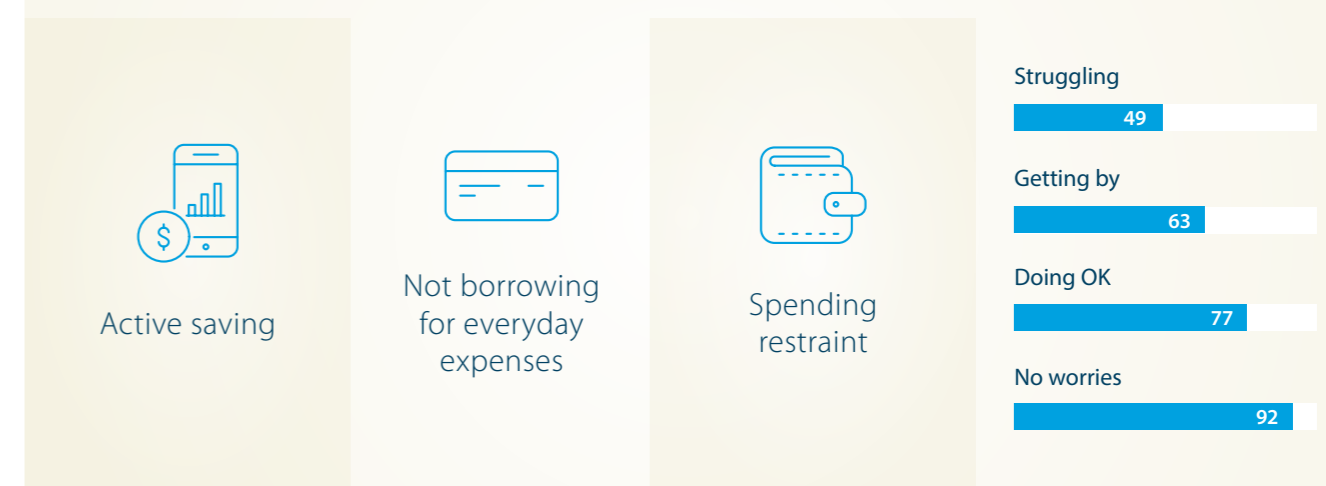 $
Active saving
Not borrowing
for everyday
expenses
Spending
restraint
Struggling
49
Getting by
63
Doing OK
77
No worries
92